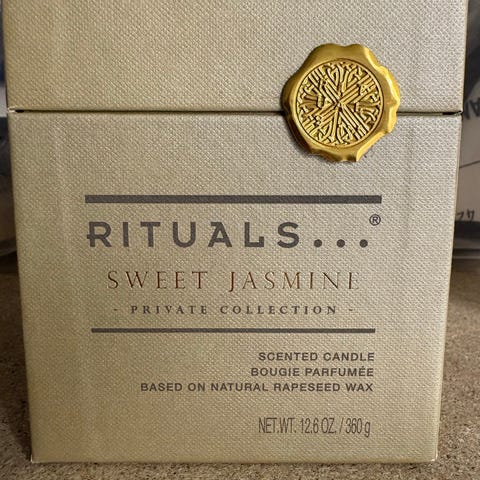 RITUALS...®
SWEET JASMINE
- PRIVATE COLLECTION -
SCENTED CANDLE
BOUGIE PARFUMÉE
BASED ON NATURAL RAPESEED WAX
NET.WT. 12.6 OZ. / 360 g